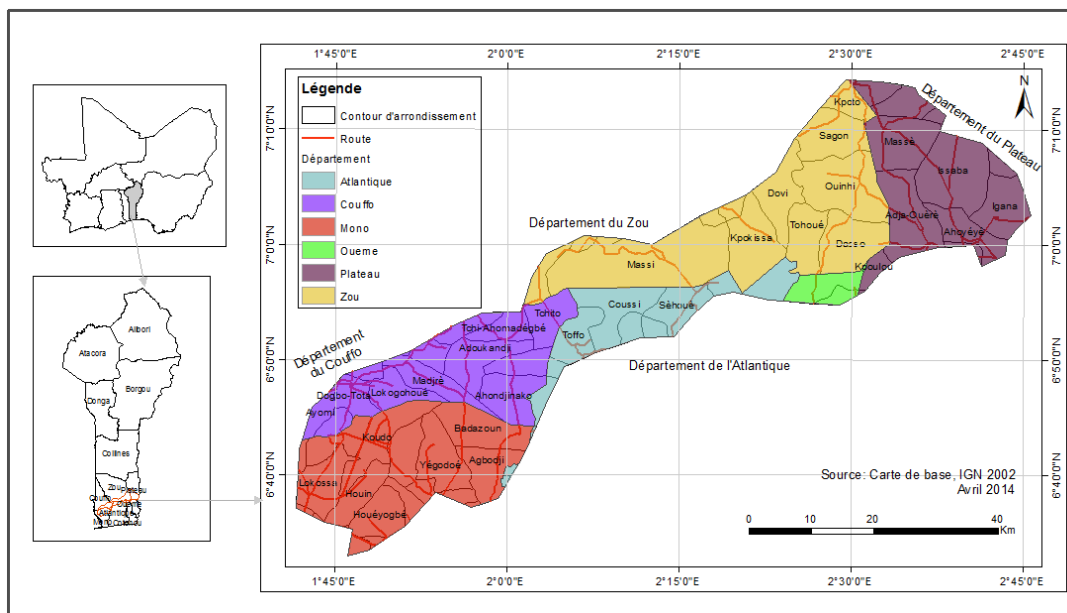 1°45'0"E 2°0'0"E 2°15'0"E 2°30'0"E 2°45'0"E
N
Légende
Contour d'arrondissement
Route
Département
Atlantique
Couffo
Mono
Oueme
Plateau
Zou
7°10'0"N
7°0'0"N
6°50'0"N
6°40'0"N
7°10'0"N
7°0'0"N
6°50'0"N
6°40'0"N
Département du Plateau
Kpoto
Sagon
Massè
Issaba
Dovi
Ouinhi
Igana
Adja-Ouèrè
Tohoué
Ahoyéyé
Département du Zou
Kpokissa
Dasso
Massi
Kpoulou
Coussi
Sèhouè
Tohito
Tchi-Ahomadégbé
Toffo
Département
du Couffo
Adoukandji
Département de l'Atlantique
Madjrè
Dogbo-Tota
Lokogohoué
Ahondjinako
Ayomi
Koudo
Badazoun
Agbodji
Yégodoé
Lokossa
Houin
Houéyogbé
Source: Carte de base, IGN 2002
Avril 2014
0 10 20 40
Km
1°45'0"E 2°0'0"E 2°15'0"E 2°30'0"E 2°45'0"E
Alibori
Atacora
Borgou
Donga
Collines
Zou
Plateau
Couffo
Oueme
Atlantique
Mono
Cotonou